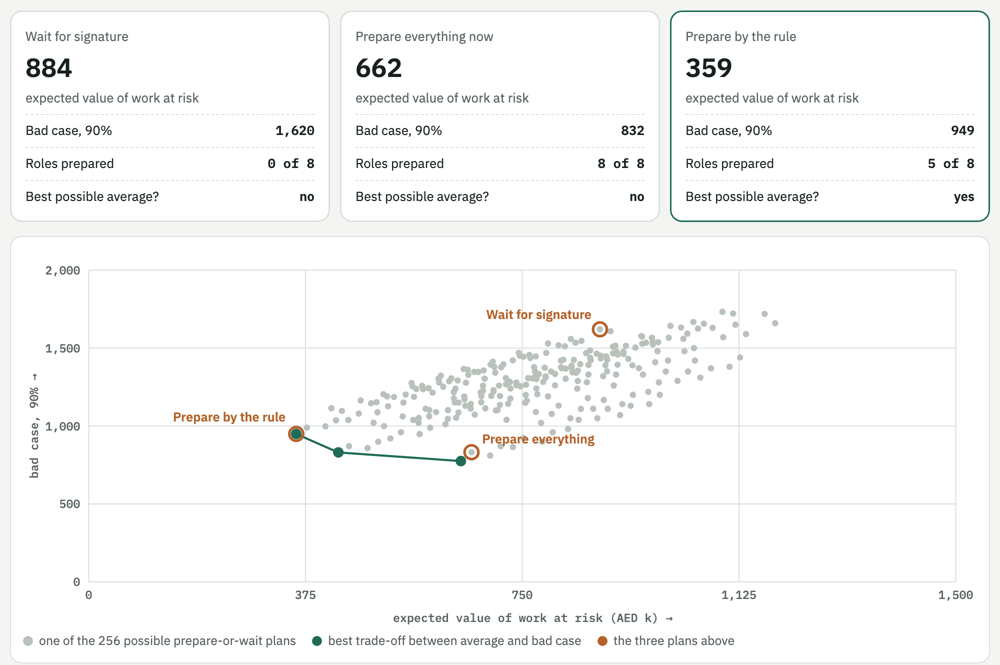 Wait for signature
884
expected value of work at risk
Bad case, 90% 1,620
Roles prepared 0 of 8
Best possible average? no
Prepare everything now
662
expected value of work at risk
Bad case, 90% 832
Roles prepared 8 of 8
Best possible average? no
Prepare by the rule
359
expected value of work at risk
Bad case, 90% 949
Roles prepared 5 of 8
Best possible average? yes
2,000
1,500
1,000
500
0
bad case, 90% →
Wait for signature
Prepare by the rule
Prepare everything
0 375 750 1,125 1,500
expected value of work at risk (AED k) →
one of the 256 possible prepare-or-wait plans best trade-off between average and bad case the three plans above